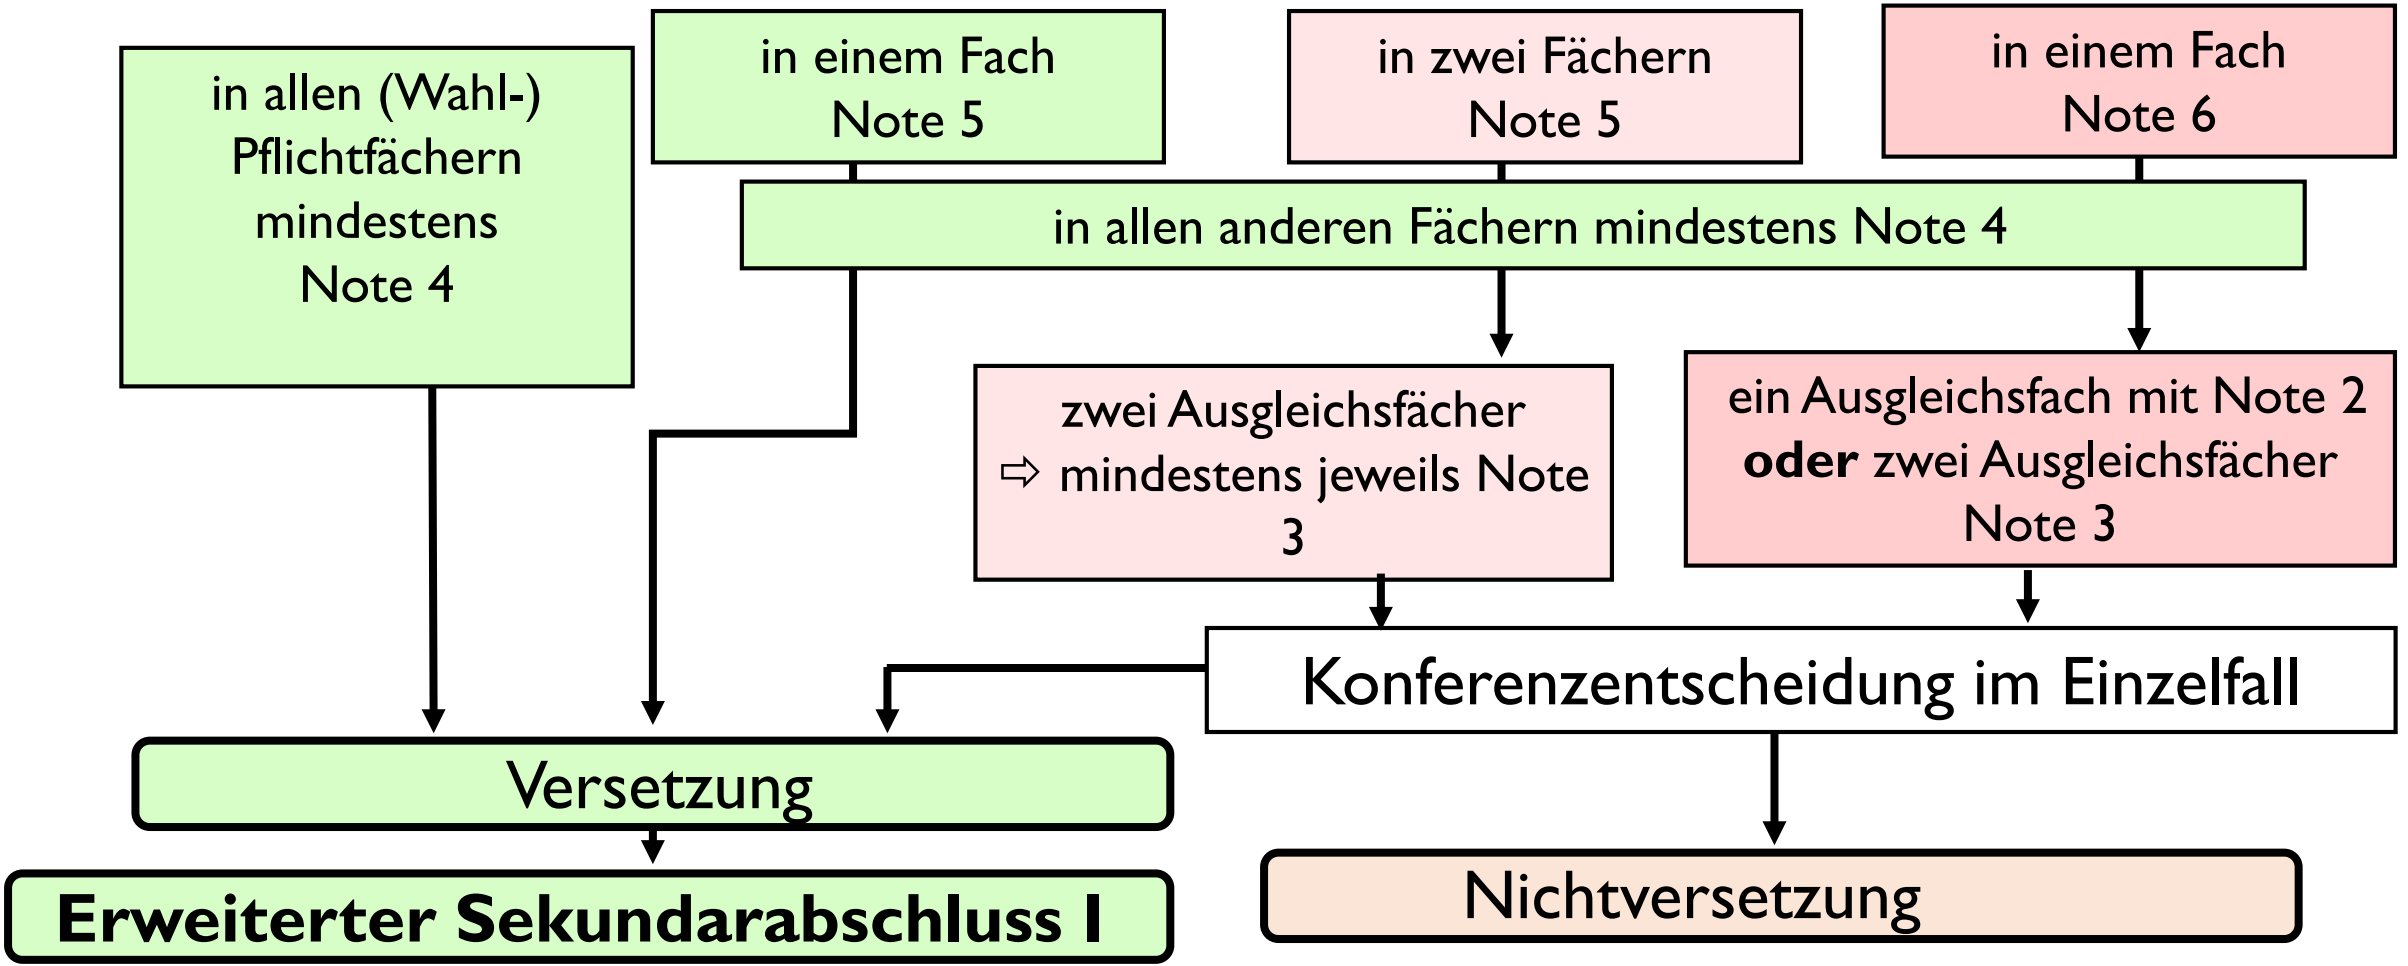 in allen (Wahl-)
Pflichtfächern
mindestens
Note 4
in einem Fach
Note 5
in zwei Fächern
Note 5
in einem Fach
Note 6
in allen anderen Fächern mindestens Note 4
zwei Ausgleichsfächer
⇨ mindestens jeweils Note
3
ein Ausgleichsfach mit Note 2
oder zwei Ausgleichsfächer
Note 3
Konferenzentscheidung im Einzelfall
Versetzung
Erweiterter Sekundarabschluss I
Nichtversetzung